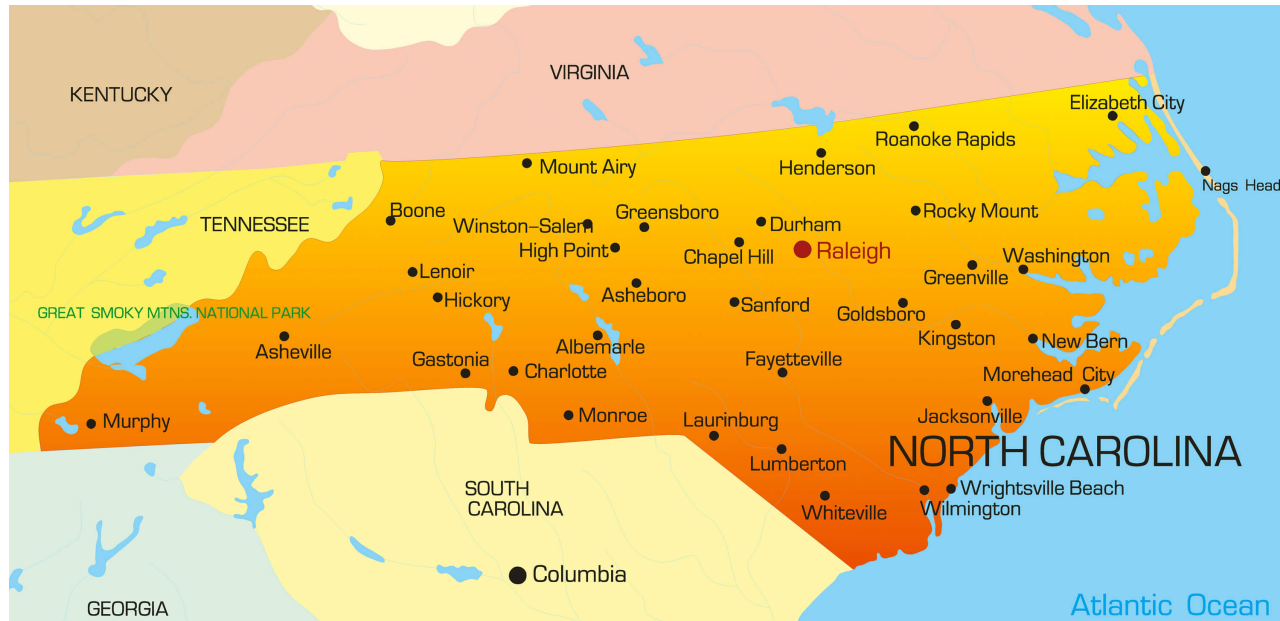 VIRGINIA
KENTUCKY
Elizabeth City
Roanoke Rapids
Mount Airy
Henderson
Nags Head
Boone
Greensboro
Rocky Mount
TENNESSEE
Winston-Salem
Durham
High Point
Chapel Hill
Raleigh
Washington
Lenoir
Greenville
Asheboro
Hickory
Sanford
GREAT SMOKY MTNS. NATIONAL PARK
Goldsboro
Kingston
New Bern
Asheville
Albemarle
Gastonia
Fayetteville
Charlotte
Morehead City
Murphy
Monroe
Laurinburg
Jacksonville
NORTH CAROLINA
Lumberton
SOUTH
CAROLINA
Wrightsville Beach
Whiteville
Wilmington
Columbia
GEORGIA
Atlantic Ocean